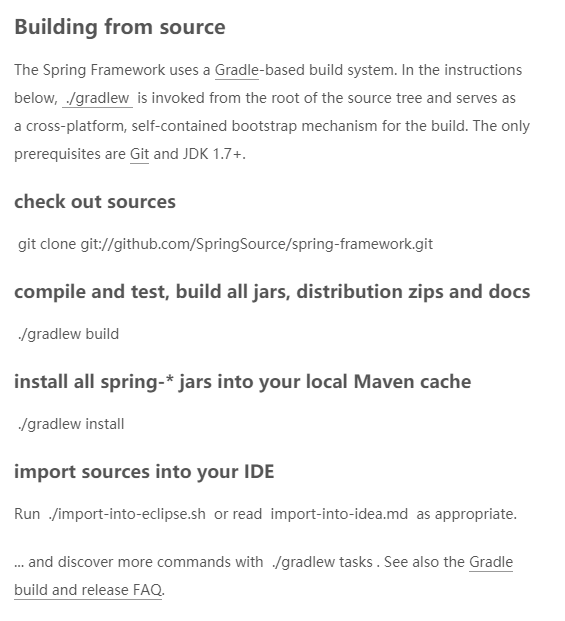 Building from source
The Spring Framework uses a Gradle-based build system. In the instructions
below, ./gradlew is invoked from the root of the source tree and serves as
a cross-platform, self-contained bootstrap mechanism for the build. The only
prerequisites are Git and JDK 1.7+.
check out sources
git clone git://github.com/SpringSource/spring-framework.git
compile and test, build all jars, distribution zips and docs
./gradlew build
install all spring-* jars into your local Maven cache
./gradlew install
import sources into your IDE
Run ./import-into-eclipse.sh or read import-into-idea.md as appropriate.
... and discover more commands with ./gradlew tasks . See also the Gradle
build and release FAQ.